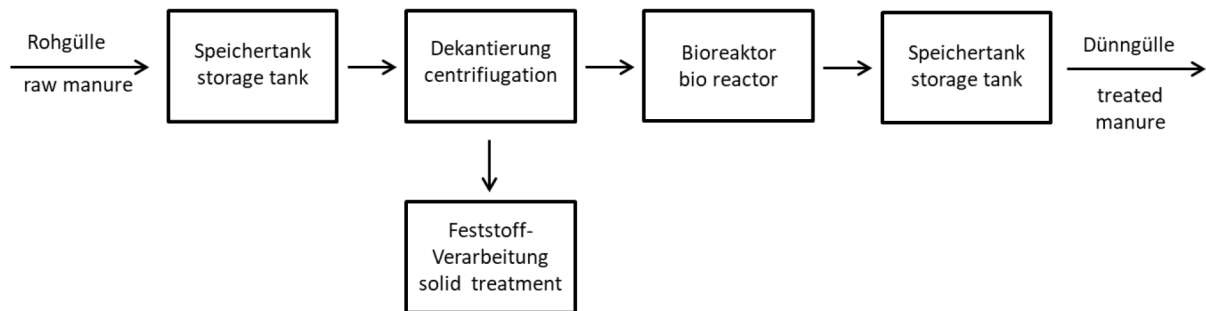 Rohgülle
raw manure
Speichertank
storage tank
Dekantierung
centrifiugation
Bioreaktor
bio reactor
Speichertank
storage tank
Dünngülle
treated
manure
Feststoff-
Verarbeitung
solid treatment